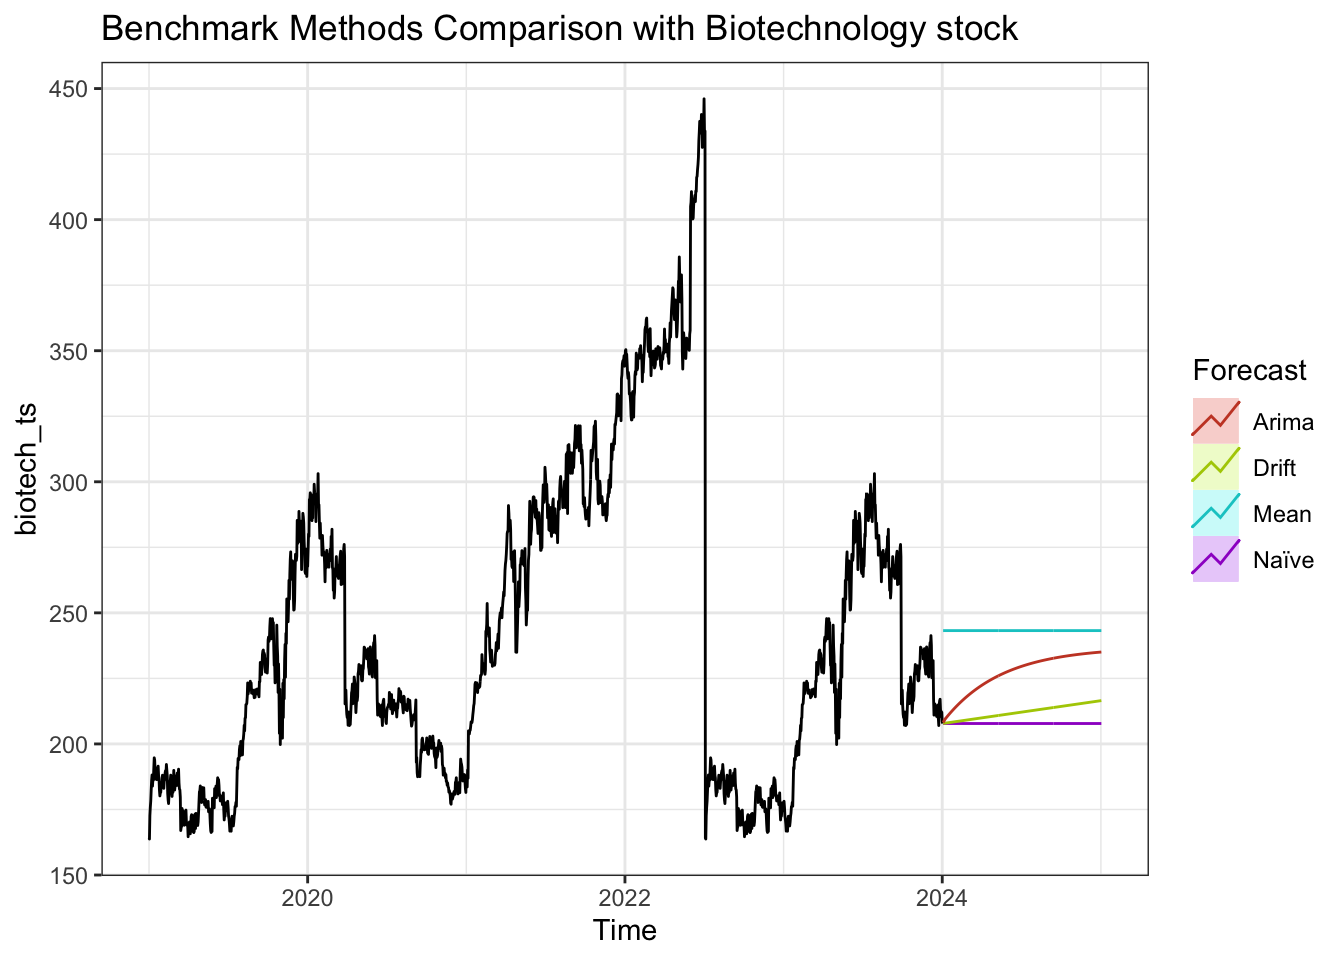 Benchmark Methods Comparison with Biotechnology stock
450
400
350
300
250
200
150
biotech_ts
2020
2022
2024
Time
Forecast
Arima
Drift
Mean
Naïve